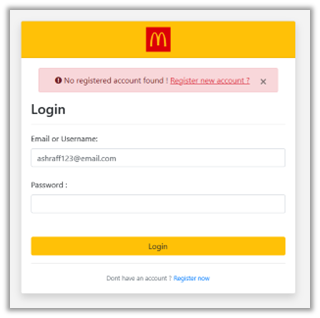 No registered account found ! Register new account ? ×
Login
Email or Username:
ashraff123@email.com
Password :
Login
Dont have an account ? Register now